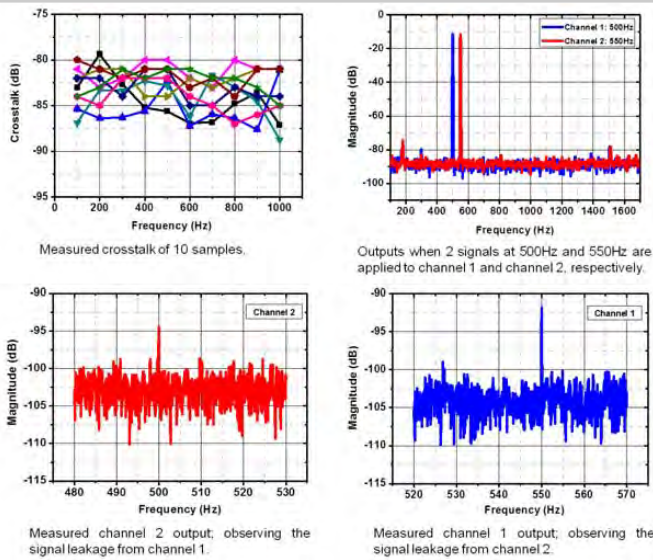 -75
-80
-85
-90
-95
Crosstalk (dB)
0 200 400 600 800 1000
Frequency (Hz)
Measured crosstalk of 10 samples.
0
-20
-40
-60
-80
-100
Magnitude (dB)
Channel 1: 500Hz
Channel 2: 550Hz
200 400 600 800 1000 1200 1400 1600
Frequency (Hz)
Outputs when 2 signals at 500Hz and 550Hz are
applied to channel 1 and channel 2, respectively.
-90
-95
-100
-105
-110
-115
Magnitude (dB)
Channel 2
480 490 500 510 520 530
Frequency (Hz)
Measured channel 2 output; observing the
signal leakage from channel 1.
-90
-95
-100
-105
-110
-115
Magnitude (dB)
Channel 1
520 530 540 550 560 570
Frequency (Hz)
Measured channel 1 output; observing the
signal leakage from channel 2.